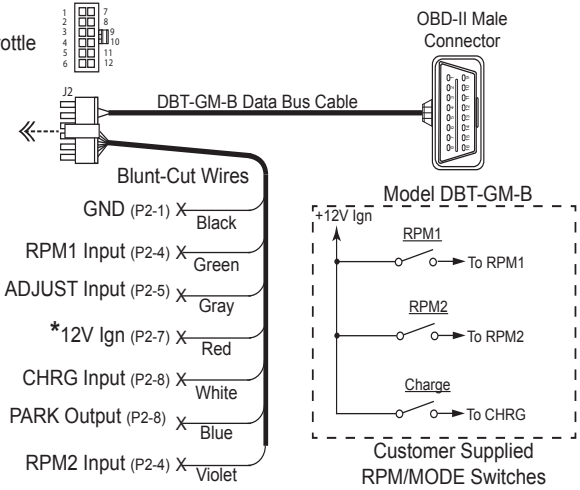 1 7
2 8
3 9
4 10
5 11
6 12
ottle
OBD-II Male
Connector
J2
DBT-GM-B Data Bus Cable
Blunt-Cut Wires
GND (P2-1) X Black
RPM1 Input (P2-4) X Green
ADJUST Input (P2-5) X Gray
*12V Ign (P2-7) X Red
CHRG Input (P2-8) X White
PARK Output (P2-8) X Blue
RPM2 Input (P2-4) X Violet
Model DBT-GM-B
+12V Ign
RPM1
To RPM1
RPM2
To RPM2
Charge
To CHRG
Customer Supplied
RPM/MODE Switches